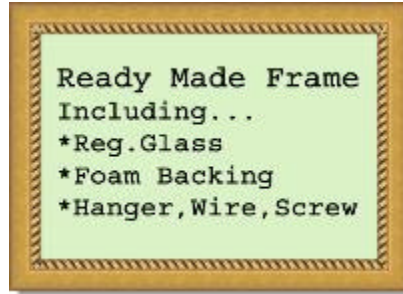 Ready Made Frame
Including...
*Reg.Glass
*Foam Backing
*Hanger,Wire,Screw